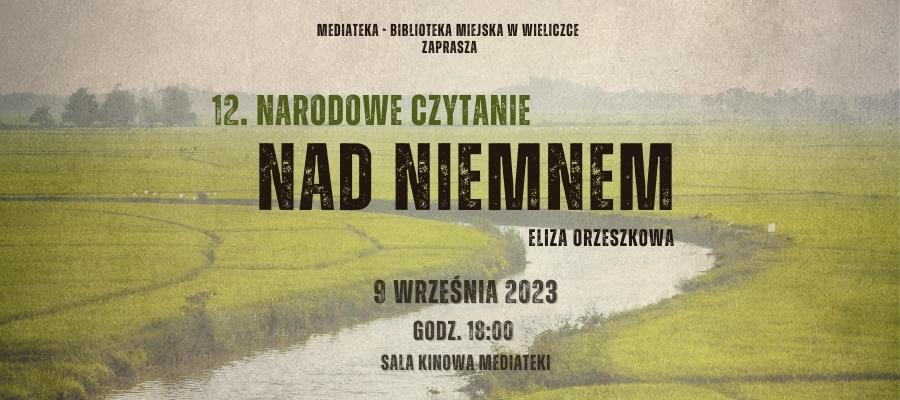 MEDIATEKA - BIBLIOTEKA MIEJSKA W WIELICZCE
ZAPRASZA
12. NARODOWE CZYTANIE
NAD NIEMNEM
ELIZA ORZESZKOWA
9 WRZEŚNIA 2023
GODZ. 18:00
SALA KINOWA MEDIATEKI